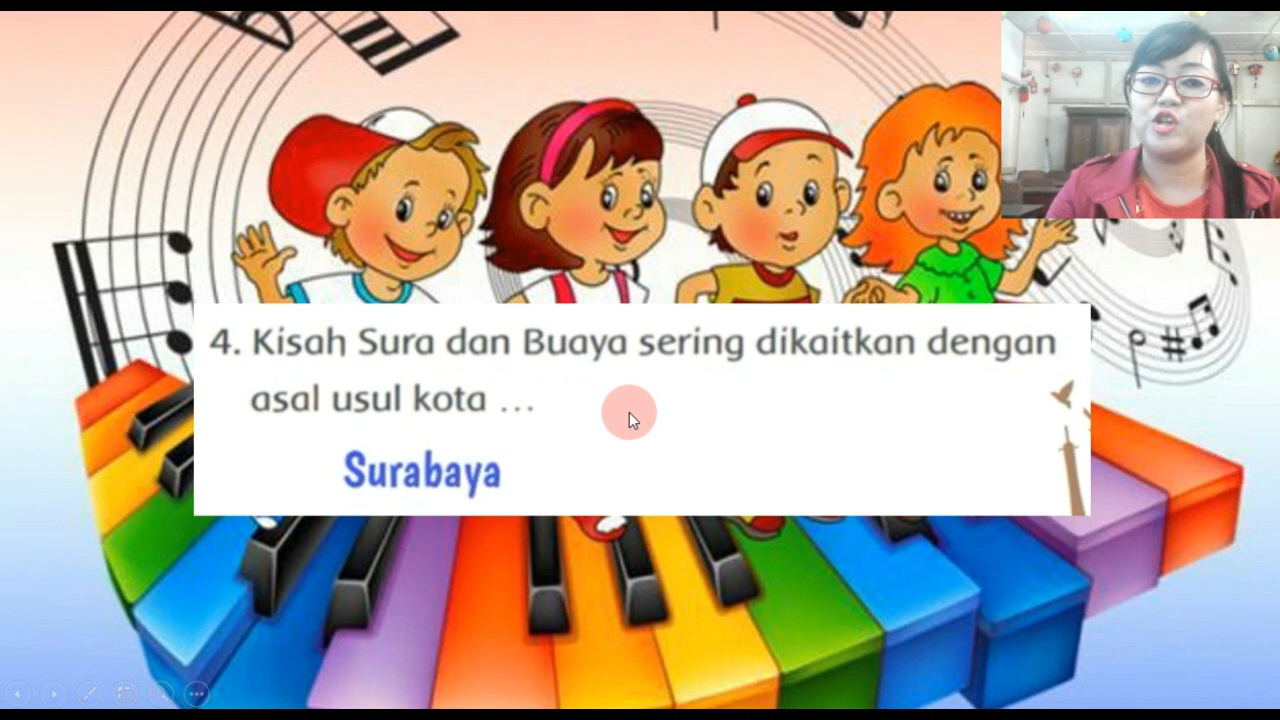 4. Kisah Sura dan Buaya sering dikaitkan dengan
asal usul kota ...
Surabaya